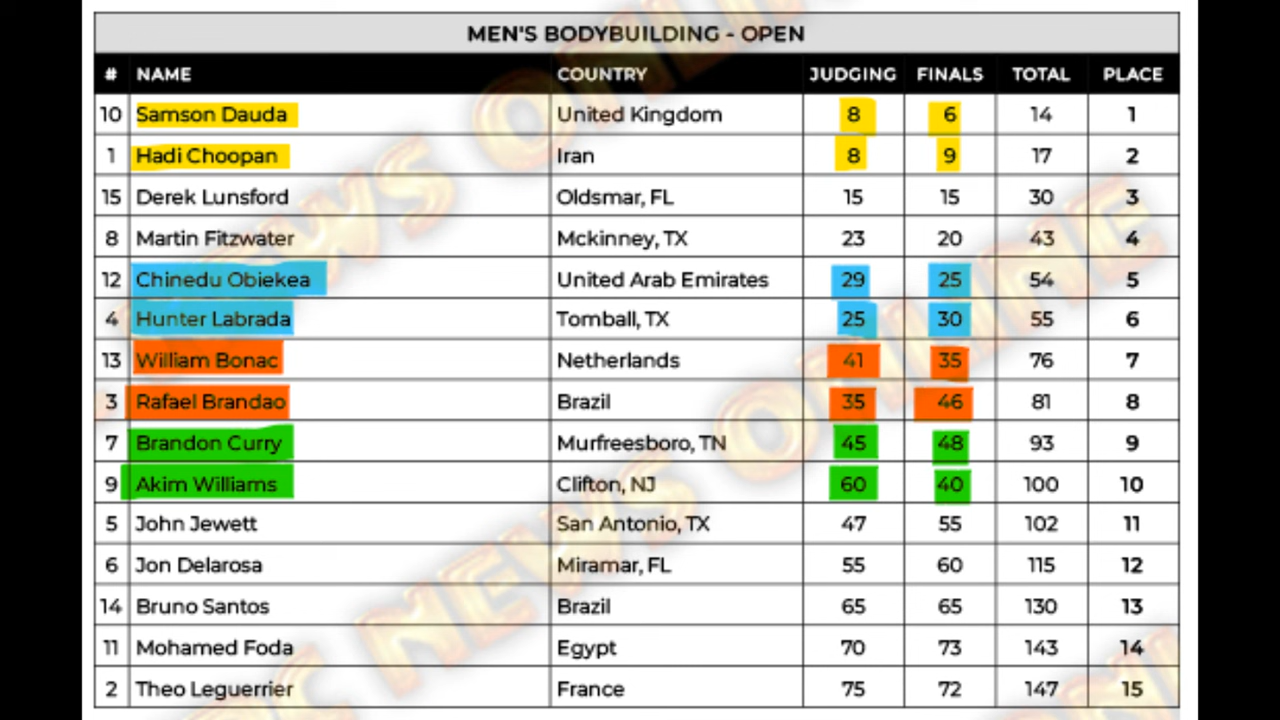 MEN'S BODYBUILDING - OPEN
# NAME COUNTRY JUDGING FINALS TOTAL PLACE
10 Samson Dauda United Kingdom 8 6 14 1
1 Hadi Choopan Iran 8 9 17 2
15 Derek Lunsford Oldsmar, FL 15 15 30 3
8 Martin Fitzwater Mckinney, TX 23 20 43 4
12 Chinedu Obiekea United Arab Emirates 29 25 54 5
4 Hunter Labrada Tomball, TX 25 30 55 6
13 William Bonac Netherlands 41 35 76 7
3 Rafael Brandao Brazil 35 46 81 8
7 Brandon Curry Murfreesboro, TN 45 48 93 9
9 Akim Williams Clifton, NJ 60 40 100 10
5 John Jewett San Antonio, TX 47 55 102 11
6 Jon Delarosa Miramar, FL 55 60 115 12
14 Bruno Santos Brazil 65 65 130 13
11 Mohamed Foda Egypt 70 73 143 14
2 Theo Leguerrier France 75 72 147 15
NEWS ONLINE